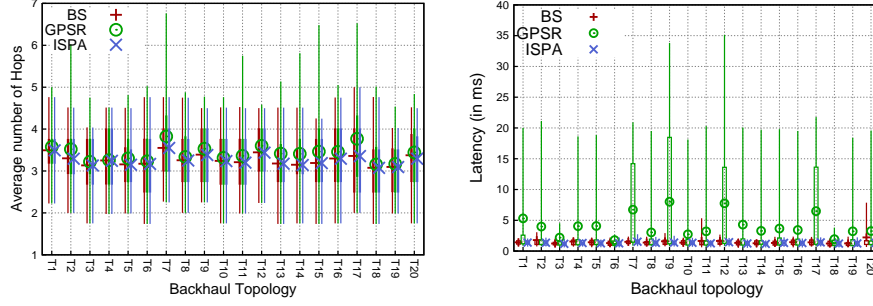 BS
GPSR
ISPA
7
6
5
4
3
2
1
Average number of Hops
T1
T2
T3
T4
T5
T6
T7
T8
T9
T10
T11
T12
T13
T14
T15
T16
T17
T18
T19
T20
Backhaul Topology
BS
GPSR
ISPA
40
35
30
25
20
15
10
5
0
Latency (in ms)
T1
T2
T3
T4
T5
T6
T7
T8
T9
T10
T11
T12
T13
T14
T15
T16
T17
T18
T19
T20
Backhaul topology